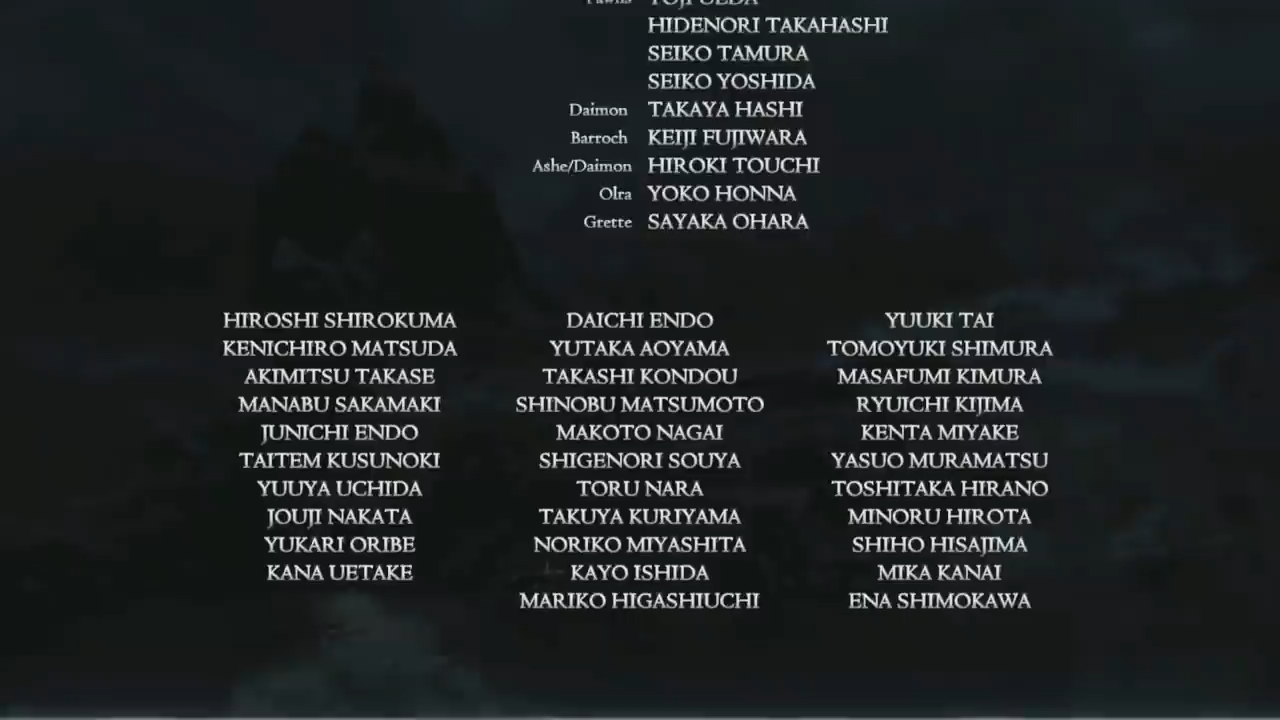 HIDENORI TAKAHASHI
SEIKO TAMURA
SEIKO YOSHIDA
Daimon TAKAYA HASHI
Barroch KEIJI FUJIWARA
Ashe/Daimon HIROKI TOUCHI
Olra YOKO HONNA
Grette SAYAKA OHARA
HIROSHI SHIROKUMA DAICHI ENDO YUUKI TAI
KENICHIRO MATSUDA YUTAKA AOYAMA TOMOYUKI SHIMURA
AKIMITSU TAKASE TAKASHI KONDOU MASAFUMI KIMURA
MANABU SAKAMAKI SHINOBU MATSUMOTO RYUICHI KIJIMA
JUNICHI ENDO MAKOTO NAGAI KENTA MIYAKE
TAITEM KUSUNOKI SHIGENORI SOUYA YASUO MURAMATSU
YUUYA UCHIDA TORU NARA TOSHITAKA HIRANO
JOUJI NAKATA TAKUYA KURIYAMA MINORU HIROTA
YUKARI ORIBE NORIKO MIYASHITA SHIHO HISAJIMA
KANA UETAKE KAYO ISHIDA MIKA KANAI
MARIKO HIGASHIUCHI ENA SHIMOKAWA